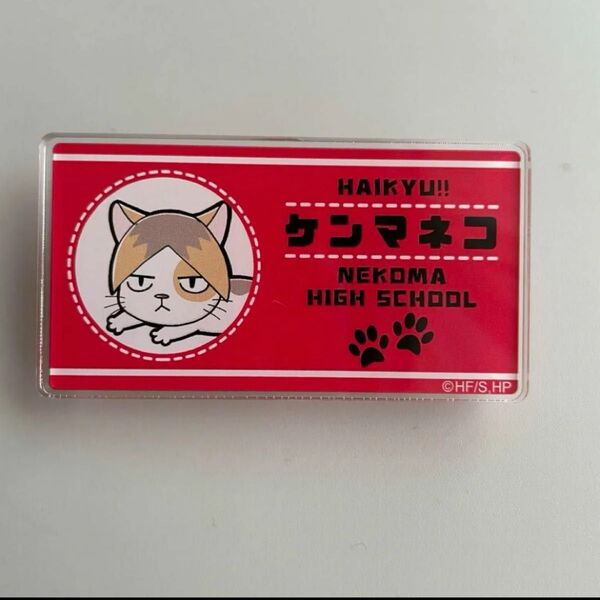 HAIKYU!!
ケンマネコ
NEKOMA
HIGH SCHOOL
©HF/S,HP